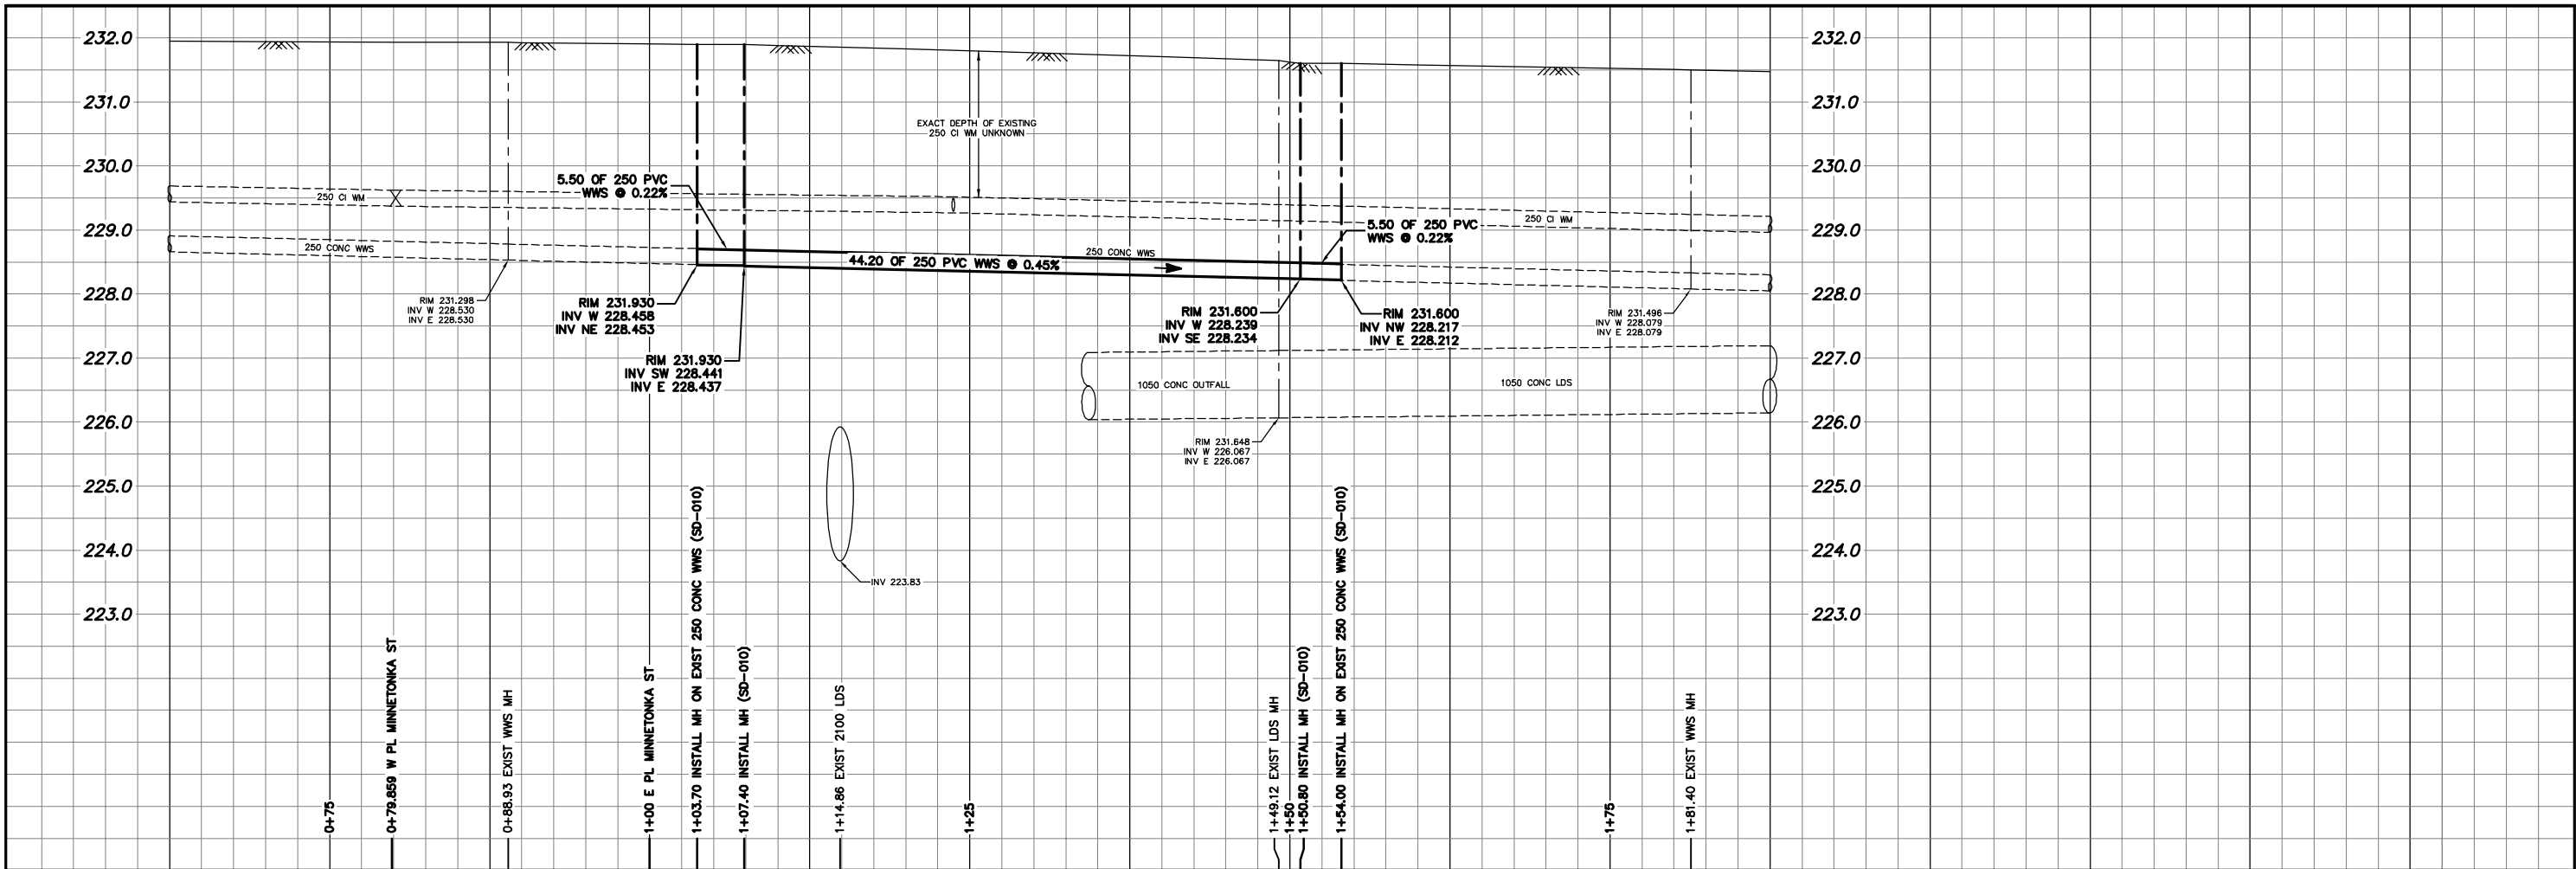 232.0
231.0
230.0
229.0
228.0
227.0
226.0
225.0
224.0
223.0
232.0
231.0
230.0
229.0
228.0
227.0
226.0
225.0
224.0
223.0
EXACT DEPTH OF EXISTING
250 CI WM UNKNOWN
5.50 OF 250 PVC
WWS @ 0.22%
250 CI WM
250 CONC WWS
44.20 OF 250 PVC WWS @ 0.45%
250 CONC WWS
5.50 OF 250 PVC
WWS @ 0.22%
250 CI WM
RIM 231.298
INV W 228.530
INV E 228.530
RIM 231.930
INV W 228.458
INV NE 228.453
RIM 231.930
INV SW 228.441
INV E 228.437
RIM 231.600
INV W 228.239
INV SE 228.234
RIM 231.600
INV NW 228.217
INV E 228.212
RIM 231.496
INV W 228.079
INV E 228.079
1050 CONC OUTFALL
1050 CONC LDS
RIM 231.648
INV W 226.067
INV E 226.067
INV 223.83
0+75
0+79.859 W PL MINNETONKA ST
0+88.93 EXIST WWS MH
1+00 E PL MINNETONKA ST
1+03.70 INSTALL MH ON EXIST 250 CONC WWS (SD-010)
1+07.40 INSTALL MH (SD-010)
1+14.86 EXIST 2100 LDS
1+25
1+49.12 EXIST LDS MH
1+50
1+50.80 INSTALL MH (SD-010)
1+54.00 INSTALL MH ON EXIST 250 CONC WWS (SD-010)
1+75
1+81.40 EXIST WWS MH